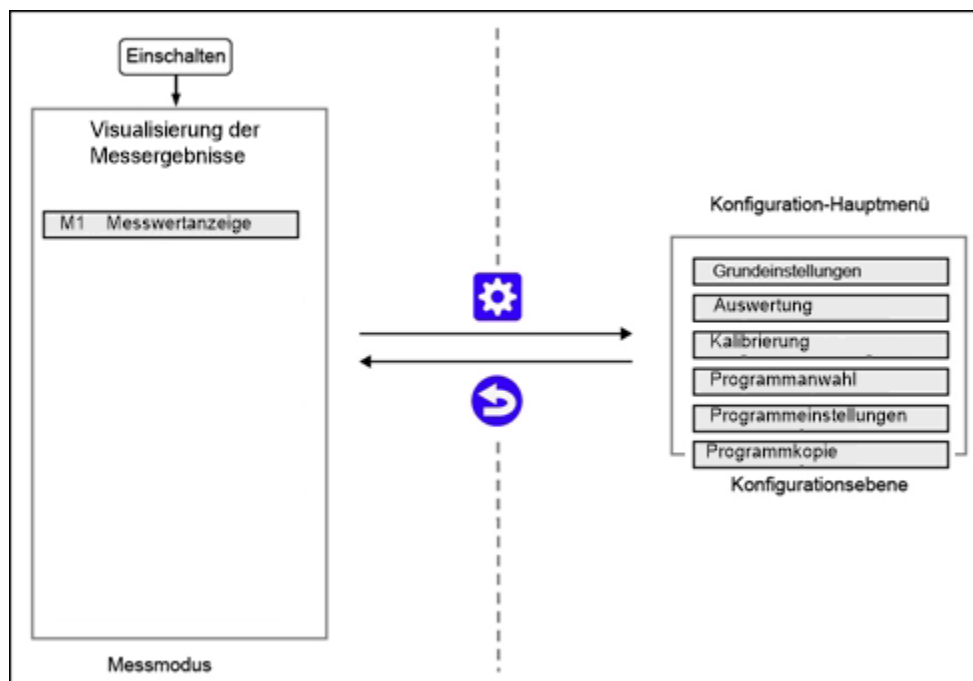 Einschalten
Visualisierung der
Messergebnisse
M1 Messwertanzeige
Messmodus
Konfiguration-Hauptmenü
Grundeinstellungen
Auswertung
Kalibrierung
Programmanwahl
Programmeinstellungen
Programmkopie
Konfigurationsebene